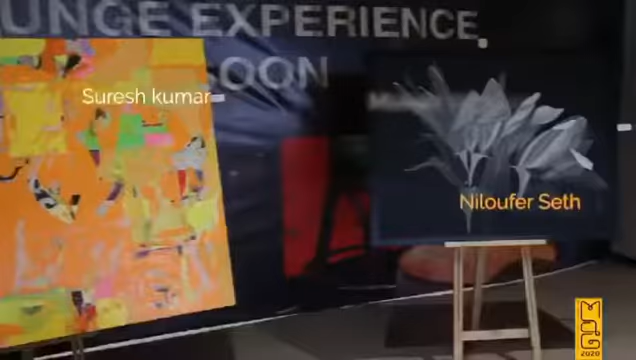 UNGE EXPERIENCE
OON
Suresh kumar
Niloufer Seth
2020